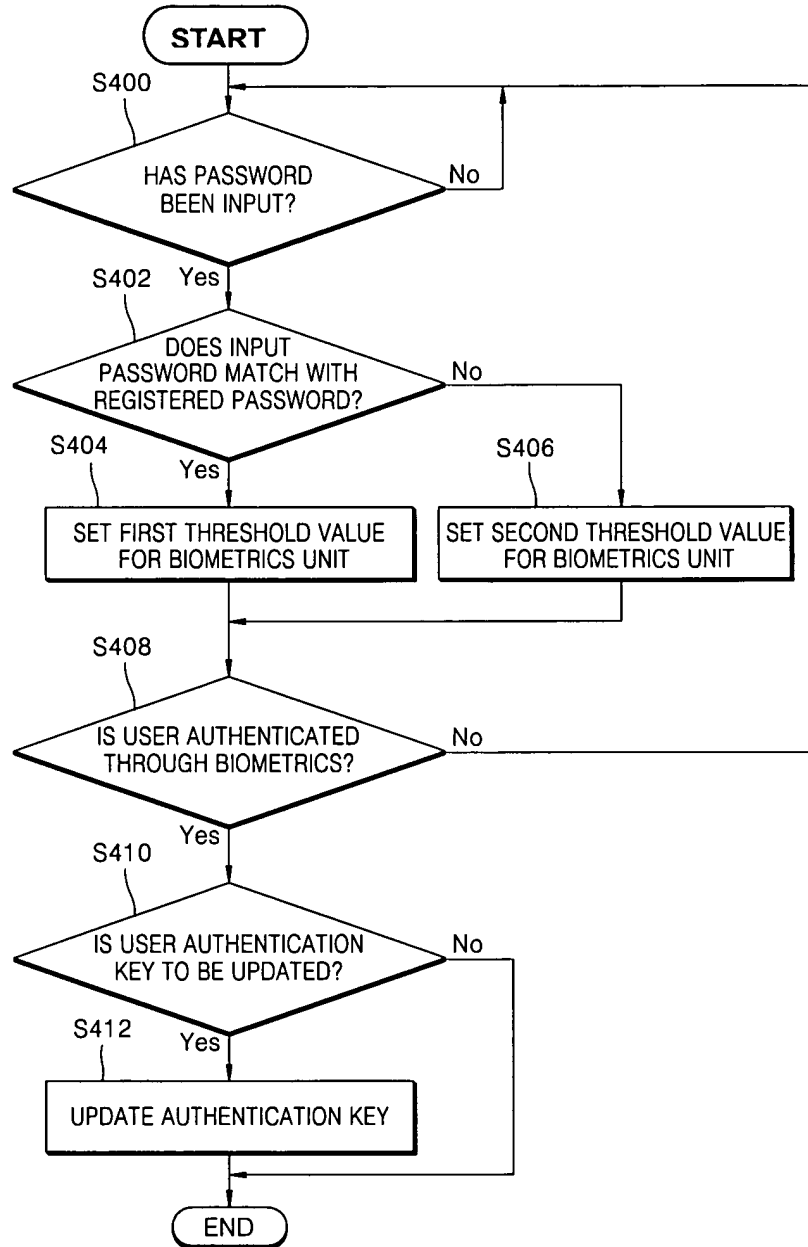 START
S400
HAS PASSWORD
BEEN INPUT?
No
Yes
S402
DOES INPUT
PASSWORD MATCH WITH
REGISTERED PASSWORD?
No
Yes
S404
SET FIRST THRESHOLD VALUE
FOR BIOMETRICS UNIT
S406
SET SECOND THRESHOLD VALUE
FOR BIOMETRICS UNIT
S408
IS USER AUTHENTICATED
THROUGH BIOMETRICS?
No
Yes
S410
IS USER AUTHENTICATION
KEY TO BE UPDATED?
No
Yes
S412
UPDATE AUTHENTICATION KEY
END